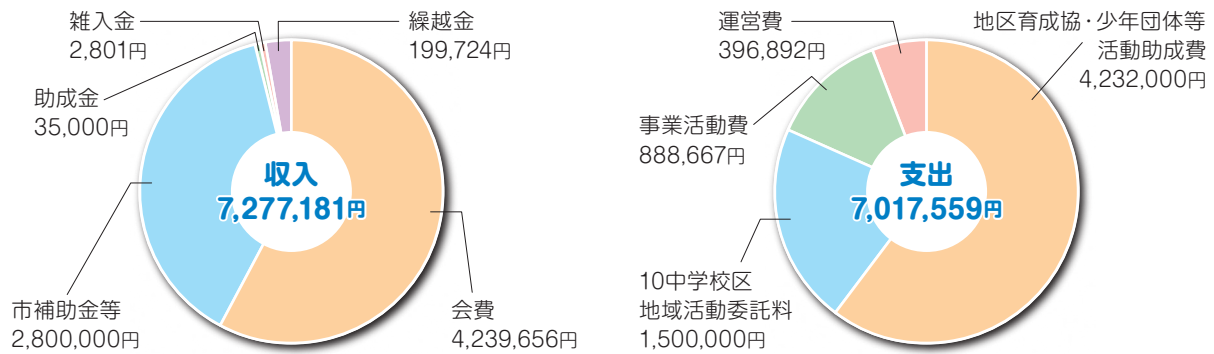 雑入金
2,801円
繰越金
199,724円
助成金
35,000円
収入
7,277,181円
市補助金等
2,800,000円
会費
4,239,656円
運営費
396,892円
地区育成協・少年団体等
活動助成費
4,232,000円
事業活動費
888,667円
支出
7,017,559円
10中学校区
地域活動委託料
1,500,000円